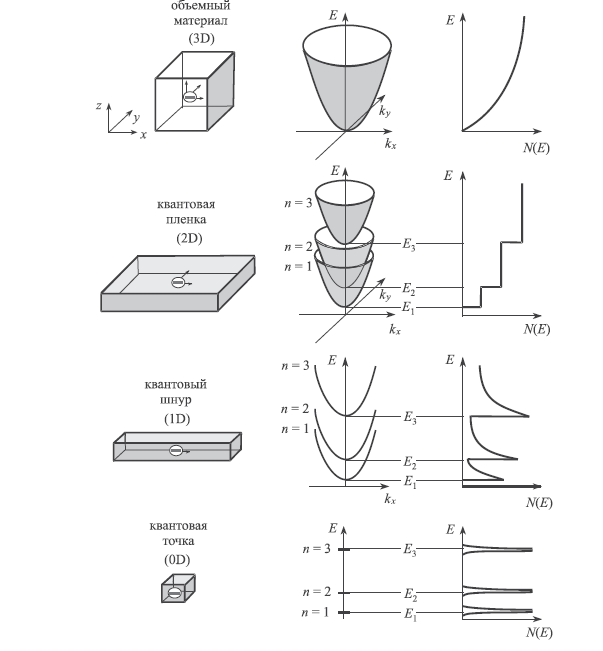 объемный
материал
(3D)
z
y
x
E
k_y
k_x
E
N(E)
квантовая
пленка
(2D)
E
n = 3
n = 2
n = 1
k_y
k_x
E_3
E_2
E_1
E
N(E)
квантовый
шнур
(1D)
n = 3
E
n = 2
n = 1
k_x
E_3
E_2
E_1
E
N(E)
квантовая
точка
(0D)
E
n = 3
n = 2
n = 1
E_3
E_2
E_1
E
N(E)